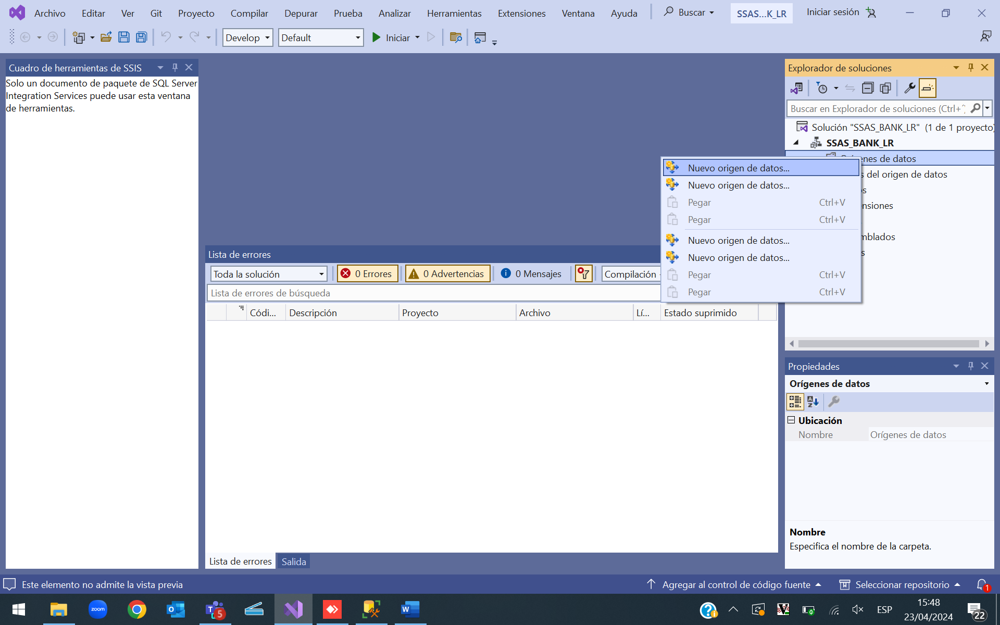 Archivo Editar Ver Git Proyecto Compilar Depurar Prueba Analizar Herramientas Extensiones Ventana Ayuda Buscar SSAS...K_LR Iniciar sesión
Develop Default Iniciar
Cuadro de herramientas de SSIS
Solo un documento de paquete de SQL Server
Integration Services puede usar esta ventana
de herramientas.
Explorador de soluciones
Buscar en Explorador de soluciones (Ctrl+
Solución "SSAS_BANK_LR" (1 de 1 proyecto)
SSAS_BANK_LR
Orígenes de datos
s del origen de datos
os
nsiones
mblados
s
Nuevo origen de datos...
Nuevo origen de datos...
Pegar Ctrl+V
Pegar Ctrl+V
Nuevo origen de datos...
Nuevo origen de datos...
Pegar Ctrl+V
Pegar Ctrl+V
Lista de errores
Toda la solución 0 Errores 0 Advertencias 0 Mensajes Compilación
Lista de errores de búsqueda
Códi... Descripción Proyecto Archivo Lí... Estado suprimido
Lista de errores Salida
Propiedades
Orígenes de datos
Ubicación
Nombre Orígenes de datos
Nombre
Especifica el nombre de la carpeta.
Este elemento no admite la vista previa Agregar al control de código fuente Seleccionar repositorio 1
zoom 5 ESP 15:48
23/04/2024 22